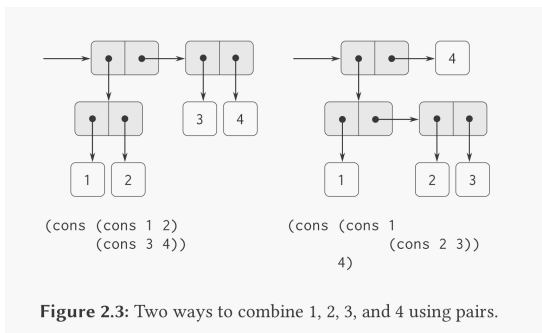 4
3 4
1 2
1 2 3
(cons (cons 1 2)
(cons 3 4))
(cons (cons 1
(cons 2 3))
4)
Figure 2.3: Two ways to combine 1, 2, 3, and 4 using pairs.